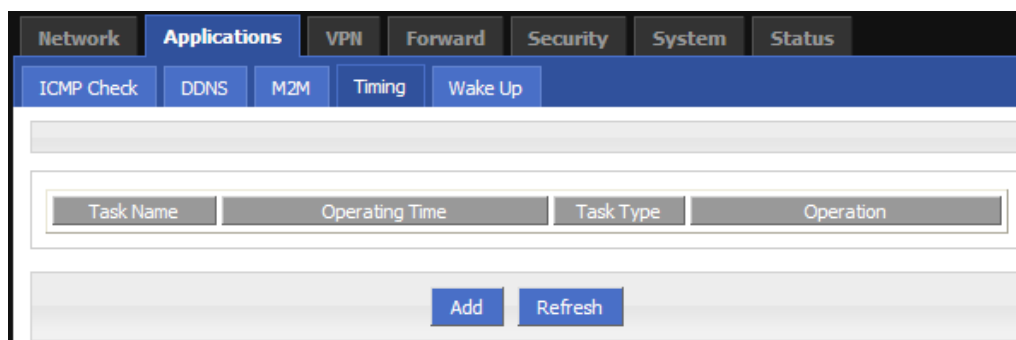 Network Applications VPN Forward Security System Status
ICMP Check DDNS M2M Timing Wake Up
Task Name Operating Time Task Type Operation
Add Refresh